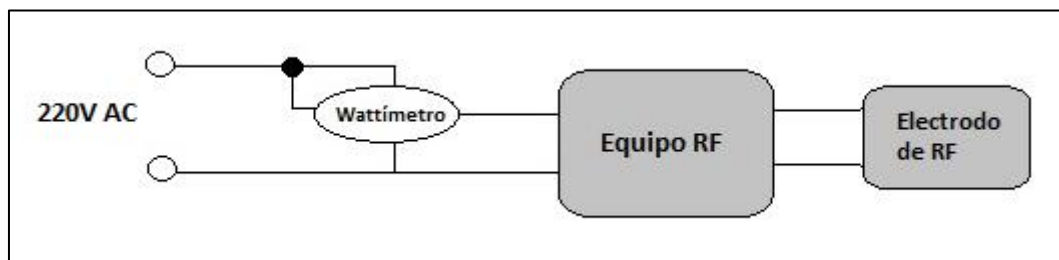 220V AC
Wattímetro
Equipo RF
Electrodo
de RF